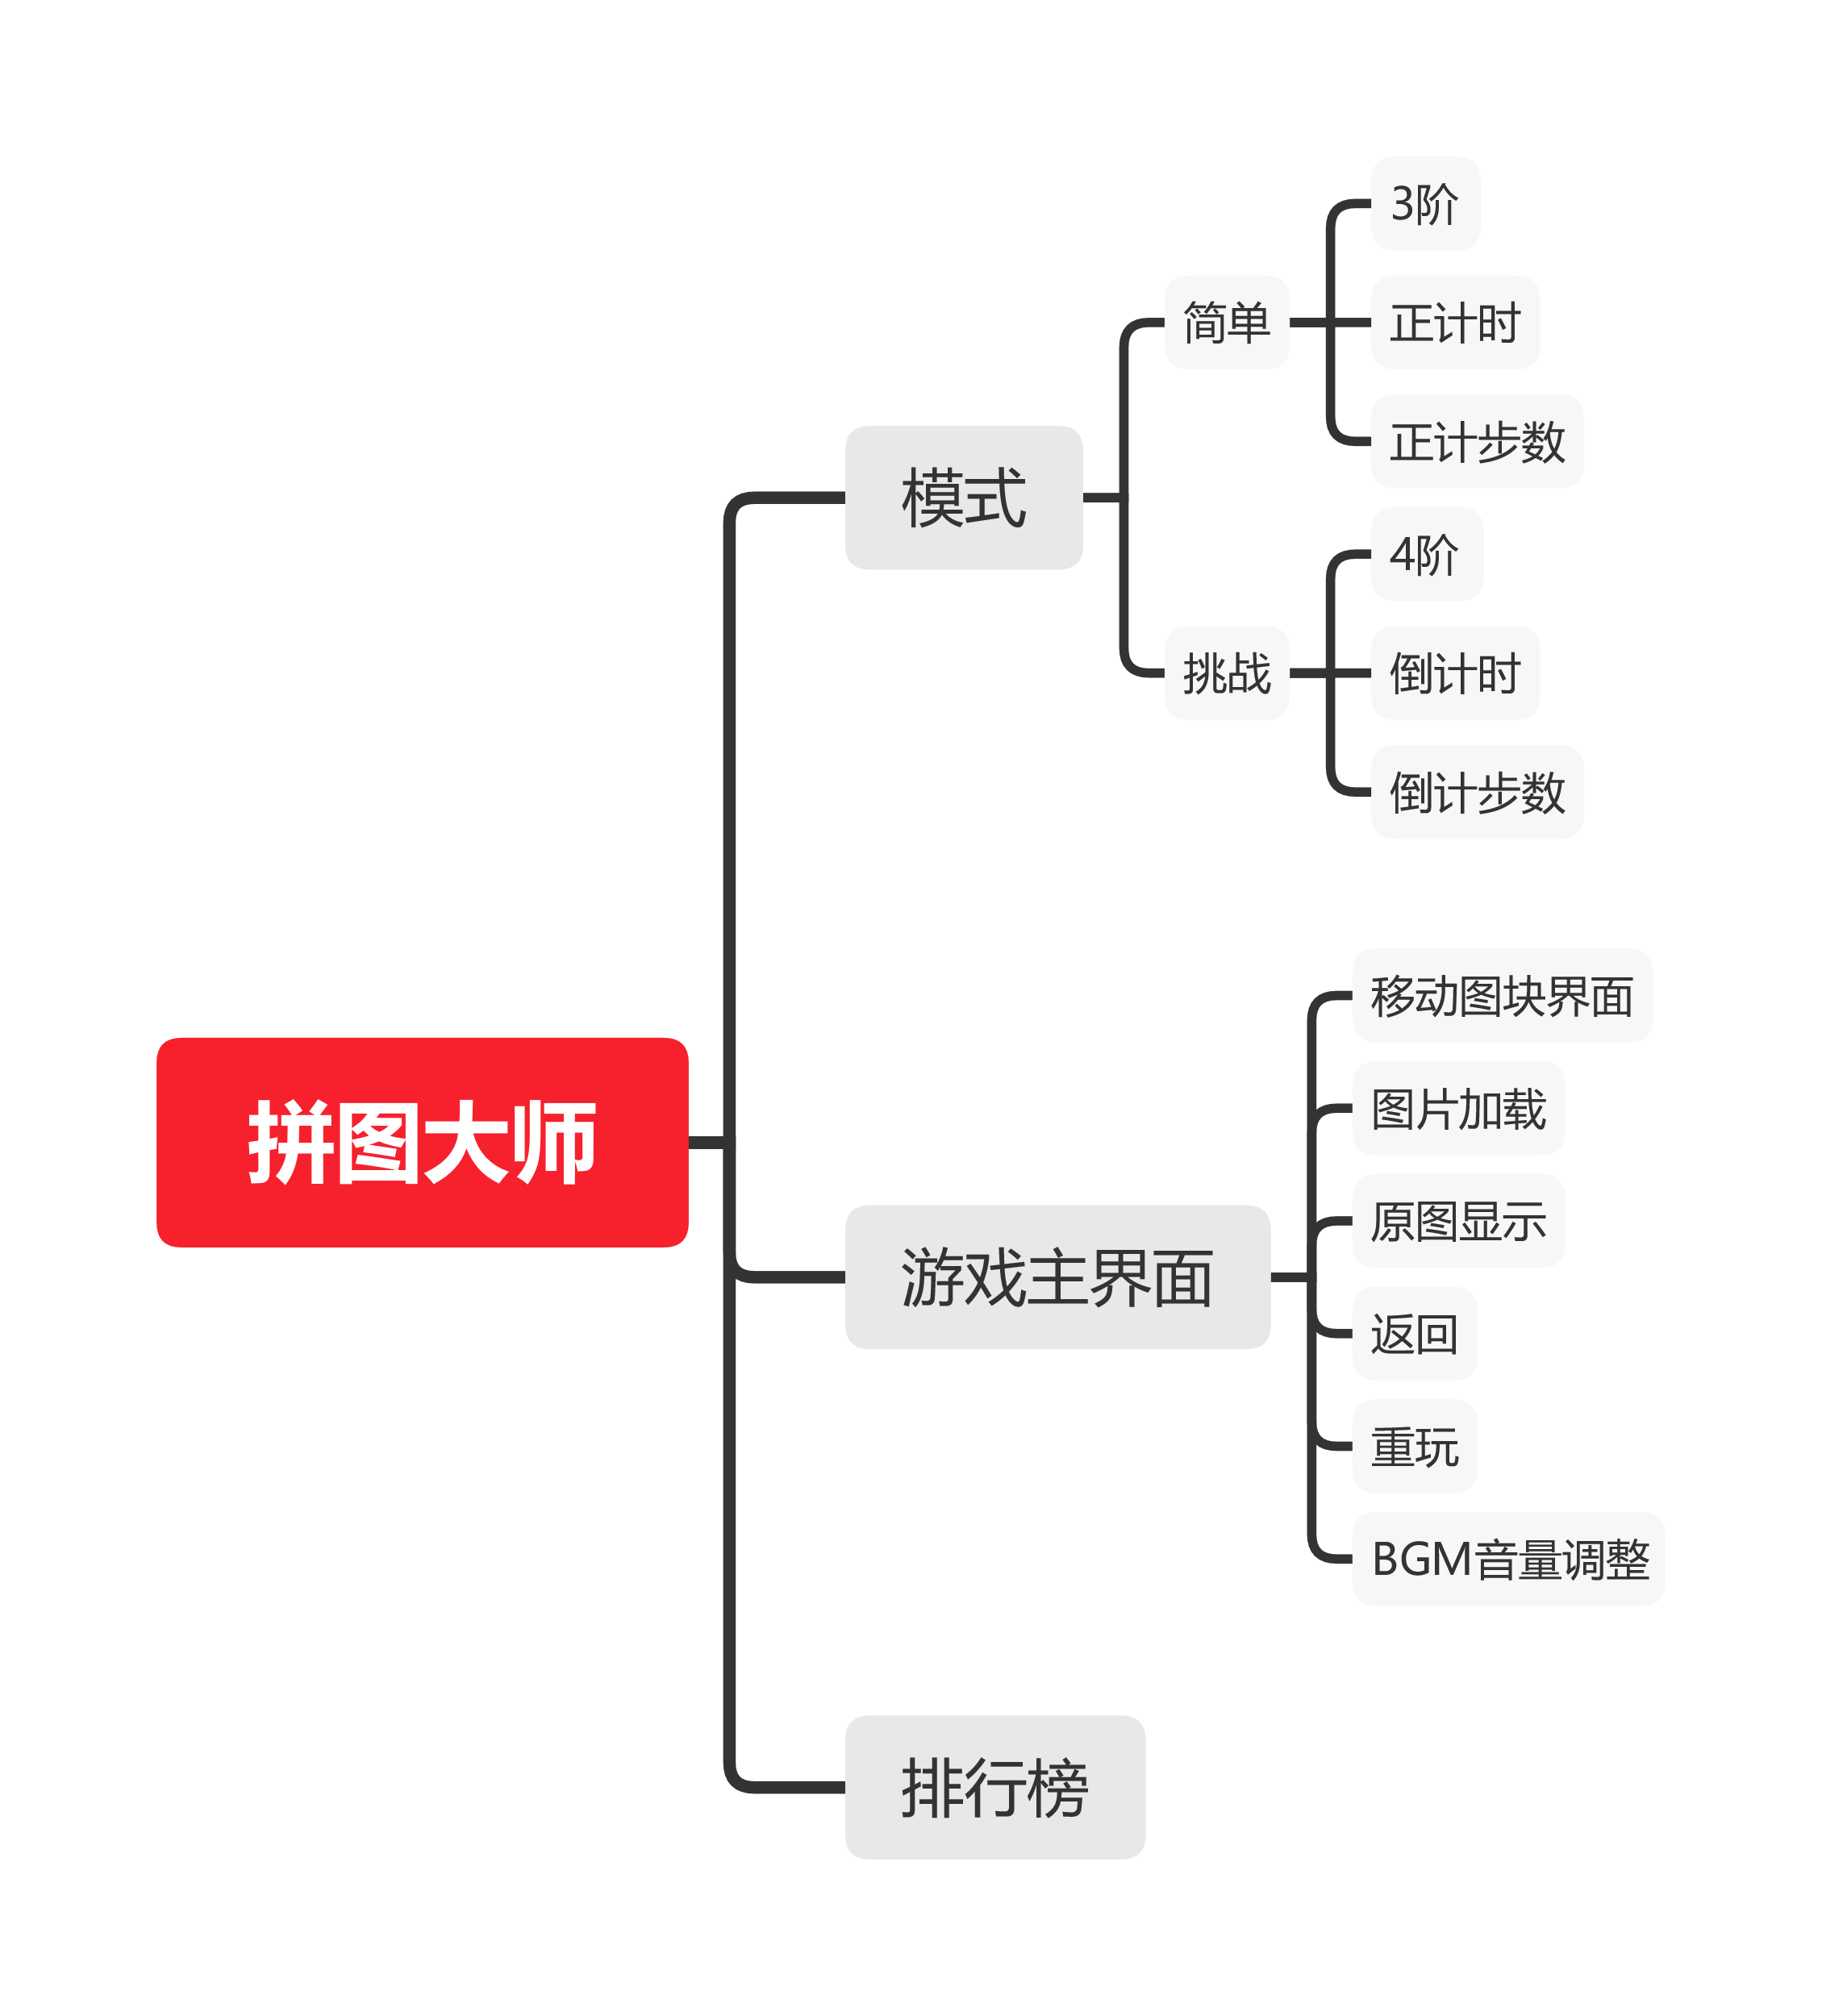 拼图大师
模式
简单
3阶
正计时
正计步数
挑战
4阶
倒计时
倒计步数
游戏主界面
移动图块界面
图片加载
原图显示
返回
重玩
BGM音量调整
排行榜